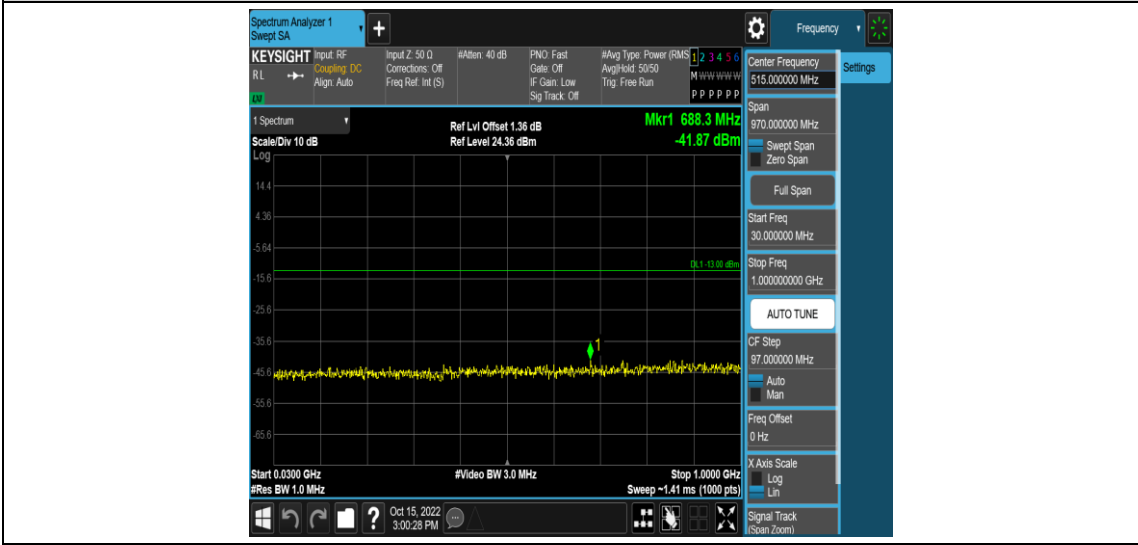 Spectrum Analyzer 1
Swept SA
+
Frequency
KEYSIGHT
RL
Input: RF
Coupling: DC
Align: Auto
Input Z: 50 Ω
Corrections: Off
Freq Ref: Int (S)
#Atten: 40 dB
PNO: Fast
Gate: Off
IF Gain: Low
Sig Track: Off
#Avg Type: Power (RMS
Avg|Hold: 50/50
Trig: Free Run
1 2 3 4 5 6
M W W W W W
P P P P P P
1 Spectrum
Scale/Div 10 dB
Log
Ref Lvl Offset 1.36 dB
Ref Level 24.36 dBm
Mkr1 688.3 MHz
-41.87 dBm
14.4
4.36
-5.64
DL1 -13.00 dBm
-15.6
-25.6
-35.6
1
-45.6
-55.6
-65.6
Start 0.0300 GHz
#Res BW 1.0 MHz
#Video BW 3.0 MHz
Stop 1.0000 GHz
Sweep ~1.41 ms (1000 pts)
?
Oct 15, 2022
3:00:28 PM
Center Frequency
515.000000 MHz
Settings
Span
970.000000 MHz
Swept Span
Zero Span
Full Span
Start Freq
30.000000 MHz
Stop Freq
1.000000000 GHz
AUTO TUNE
CF Step
97.000000 MHz
Auto
Man
Freq Offset
0 Hz
X Axis Scale
Log
Lin
Signal Track
(Span Zoom)